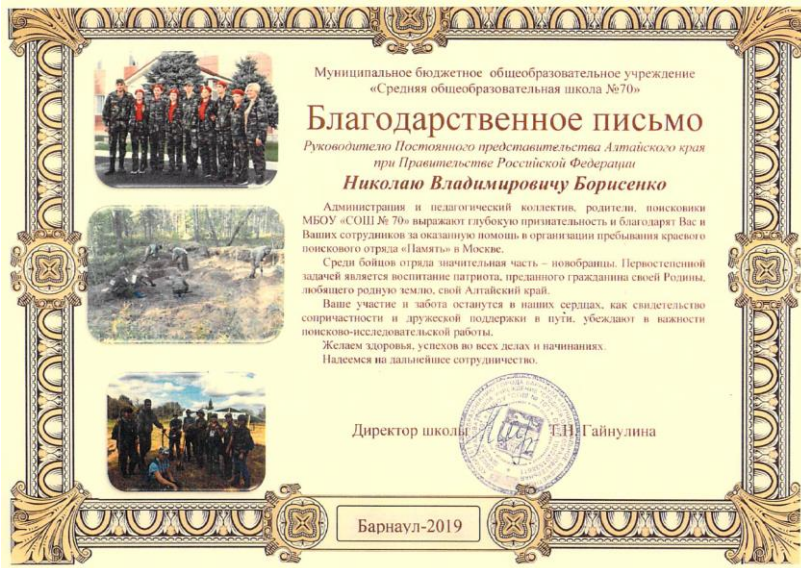 Муниципальное бюджетное общеобразовательное учреждение
«Средняя общеобразовательная школа №70»
Благодарственное письмо
Руководителю Постоянного представительства Алтайского края
при Правительстве Российской Федерации
Николаю Владимировичу Борисенко
Администрация и педагогический коллектив, родители, поисковики
МБОУ «СОШ № 70» выражают глубокую признательность и благодарят Вас и
Ваших сотрудников за оказанную помощь в организации пребывания краевого
поискового отряда «Память» в Москве.
Среди бойцов отряда значительная часть – новобранцы. Первостепенной
задачей является воспитание патриота, преданного гражданина своей Родины,
любящего родную землю, свой Алтайский край.
Ваше участие и забота останутся в наших сердцах, как свидетельство
сопричастности и дружеской поддержки в пути, убеждают в важности
поисково-исследовательской работы.
Желаем здоровья, успехов во всех делах и начинаниях.
Надеемся на дальнейшее сотрудничество.
Директор школы Т.Н. Гайнулина
Барнаул-2019